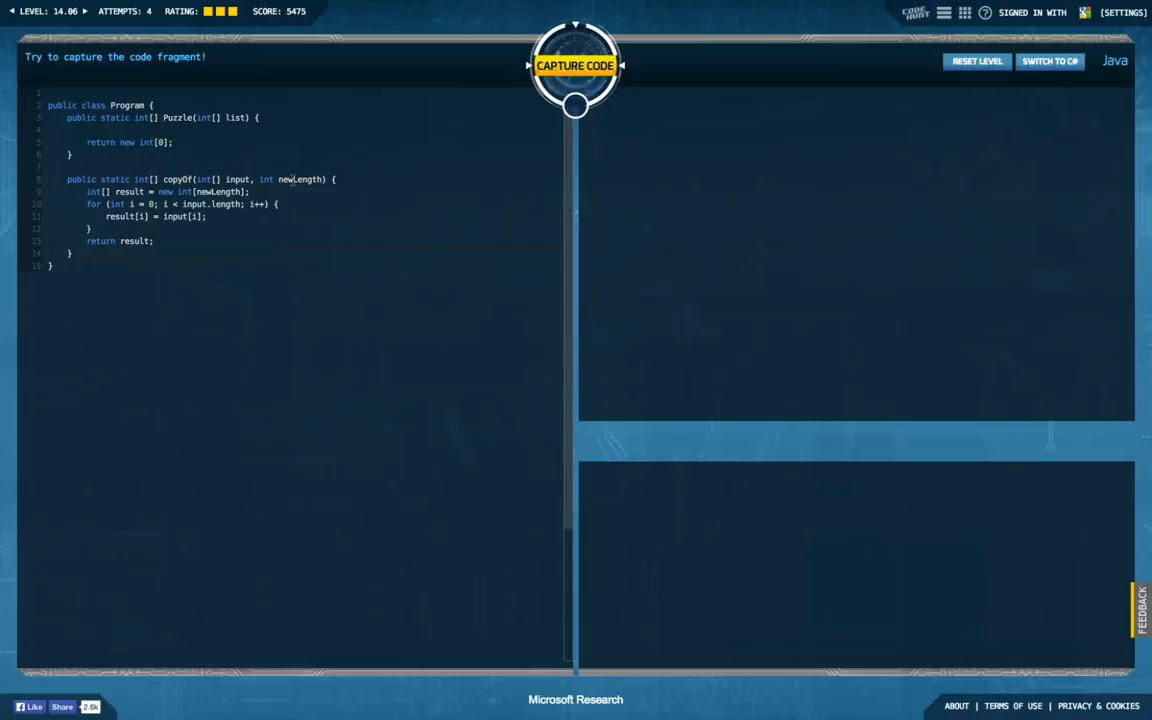 LEVEL: 14.06 ATTEMPTS: 4 RATING: SCORE: 5475
CODE HUNT SIGNED IN WITH [SETTINGS]
Try to capture the code fragment!
CAPTURE CODE
RESET LEVEL SWITCH TO C# Java
1
2 public class Program {
3 public static int[] Puzzle(int[] list) {
4
5 return new int[0];
6 }
7
8 public static int[] copyOf(int[] input, int newLength) {
9 int[] result = new int[newLength];
10 for (int i = 0; i < input.length; i++) {
11 result[i] = input[i];
12 }
13 return result;
14 }
15 }
FEEDBACK
Like Share 2.6k
Microsoft Research
ABOUT | TERMS OF USE | PRIVACY & COOKIES